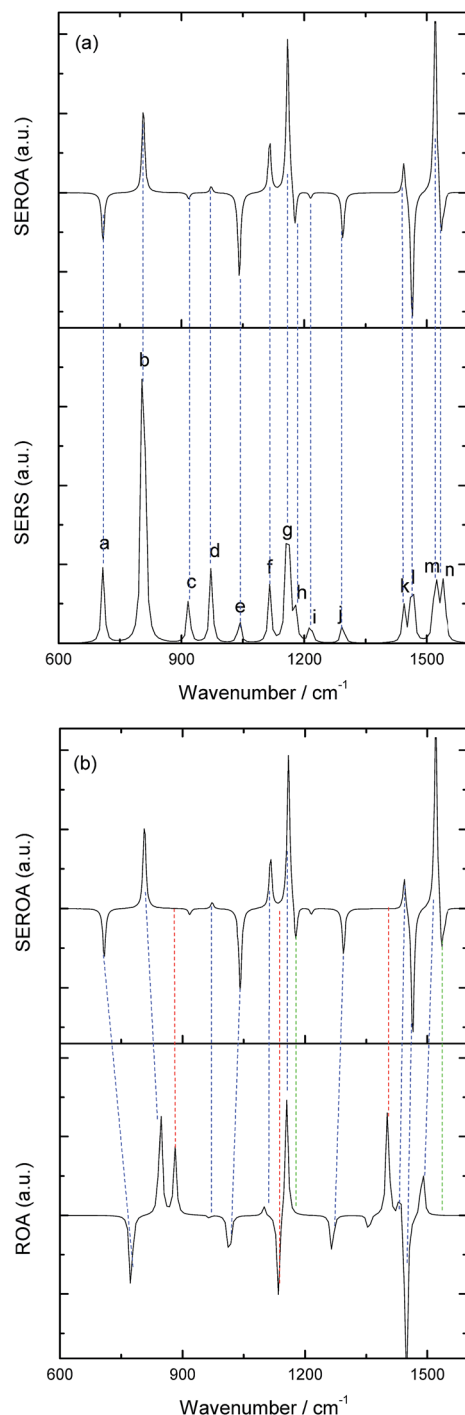 (a)
SEROA (a.u.)
SERS (a.u.)
a
b
c
d
e
f
g
h
i
j
k
l
m
n
600 900 1200 1500
Wavenumber / cm⁻¹
(b)
SEROA (a.u.)
ROA (a.u.)
600 900 1200 1500
Wavenumber / cm⁻¹